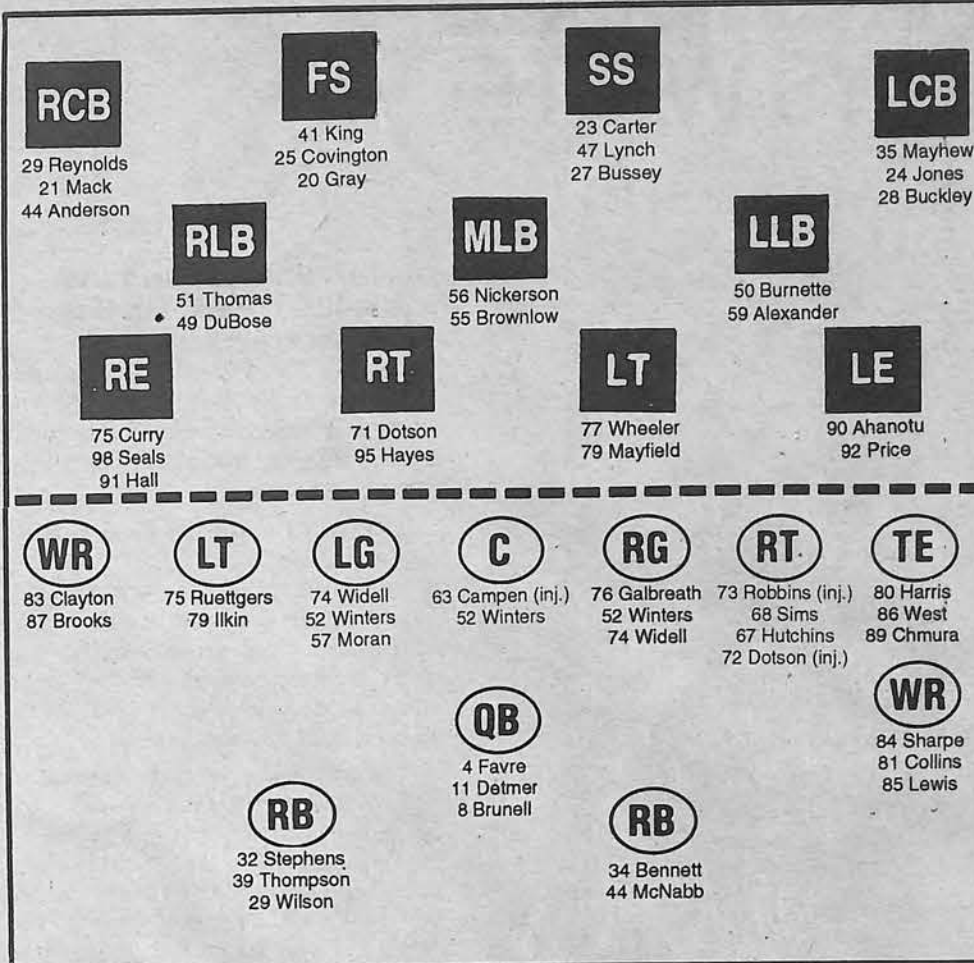 RCB
29 Reynolds
21 Mack
44 Anderson
FS
41 King
25 Covington
20 Gray
SS
23 Carter
47 Lynch
27 Bussey
LCB
35 Mayhew
24 Jones
28 Buckley
RLB
51 Thomas
49 DuBose
MLB
56 Nickerson
55 Brownlow
LLB
50 Burnette
59 Alexander
RE
75 Curry
98 Seals
91 Hall
RT
71 Dotson
95 Hayes
LT
77 Wheeler
79 Mayfield
LE
90 Ahanotu
92 Price
WR
83 Clayton
87 Brooks
LT
75 Ruettgers
79 Ilkin
LG
74 Widell
52 Winters
57 Moran
C
63 Campen (inj.)
52 Winters
RG
76 Galbreath
52 Winters
74 Widell
RT
73 Robbins (inj.)
68 Sims
67 Hutchins
72 Dotson (inj.)
TE
80 Harris
86 West
89 Chmura
WR
84 Sharpe
81 Collins
85 Lewis
QB
4 Favre
11 Detmer
8 Brunell
RB
32 Stephens
39 Thompson
29 Wilson
RB
34 Bennett
44 McNabb